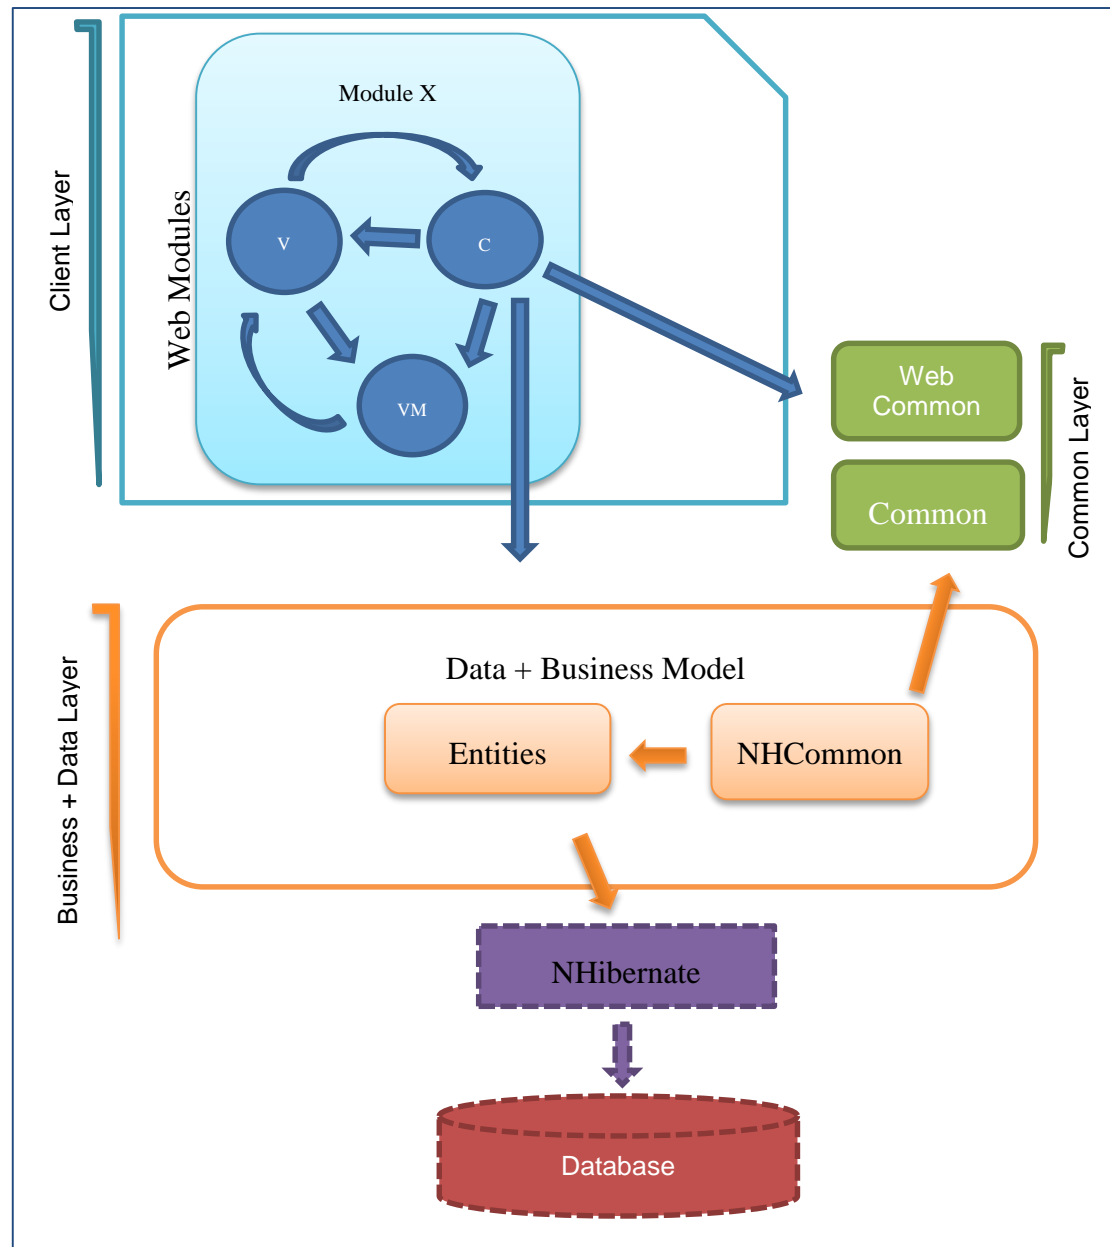 Module X
Client Layer
Web Modules
V
C
VM
Web
Common
Common
Common Layer
Data + Business Model
Entities
NHCommon
Business + Data Layer
NHibernate
Database